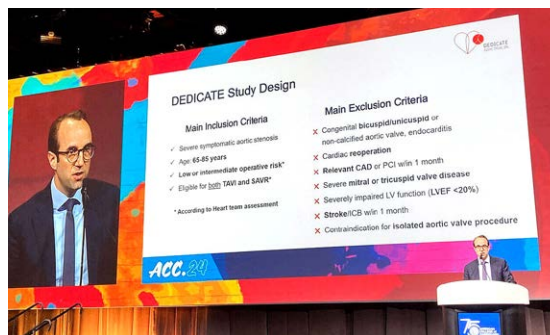 DEDICATE
DEDICATE Study Design
Main Inclusion Criteria
✓ Severe symptomatic aortic stenosis
✓ Age: 65-85 years
✓ Low or intermediate operative risk*
✓ Eligible for both TAVI and SAVR*
* According to Heart team assessment
Main Exclusion Criteria
X Congenital bicuspid/unicuspid or
non-calcified aortic valve, endocarditis
X Cardiac reoperation
X Relevant CAD or PCI w/in 1 month
X Severe mitral or tricuspid valve disease
X Severely impaired LV function (LVEF <20%)
X Stroke/ICB w/in 1 month
X Contraindication for isolated aortic valve procedure
ACC.24
75